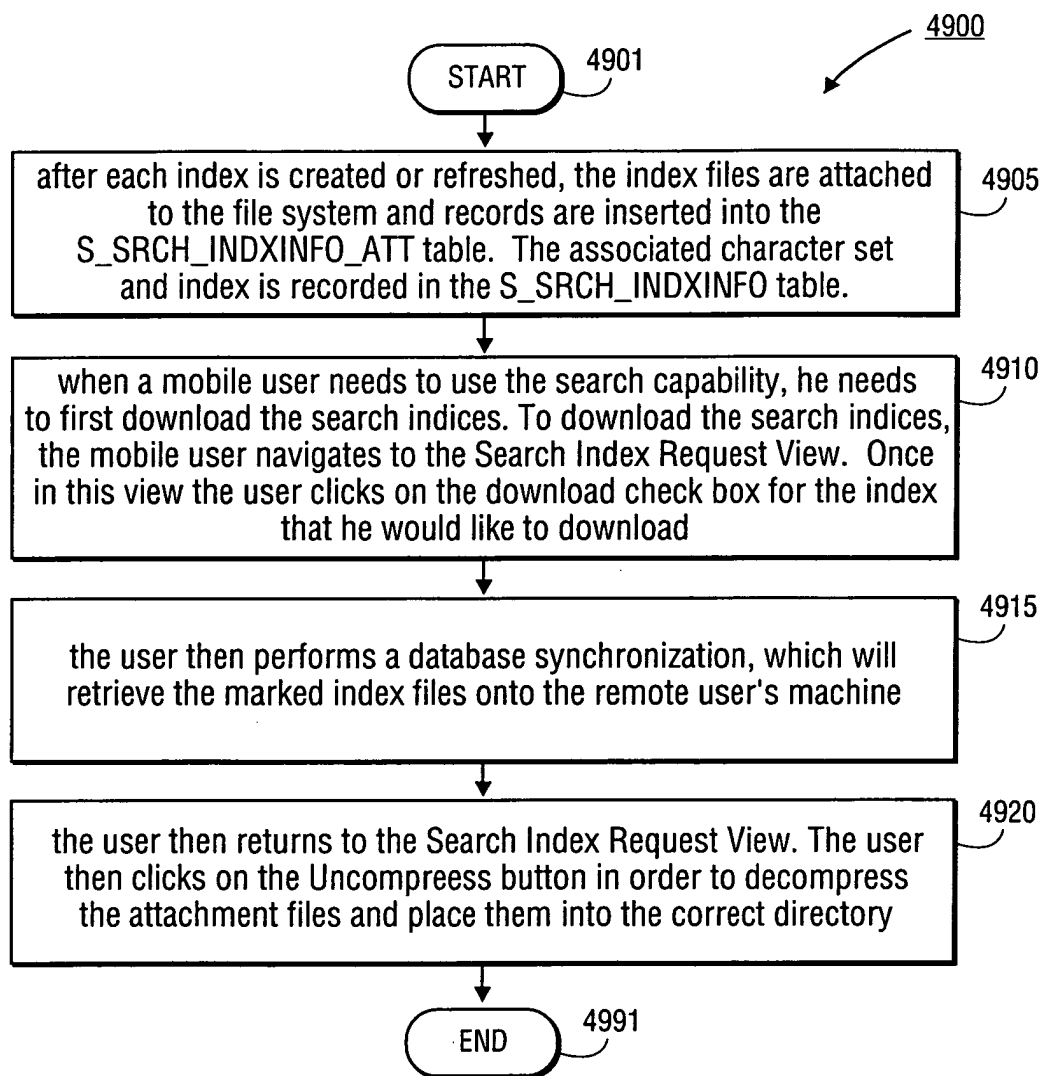 4900
START
4901
after each index is created or refreshed, the index files are attached
to the file system and records are inserted into the
S_SRCH_INDXINFO_ATT table. The associated character set
and index is recorded in the S_SRCH_INDXINFO table.
4905
when a mobile user needs to use the search capability, he needs
to first download the search indices. To download the search indices,
the mobile user navigates to the Search Index Request View. Once
in this view the user clicks on the download check box for the index
that he would like to download
4910
the user then performs a database synchronization, which will
retrieve the marked index files onto the remote user's machine
4915
the user then returns to the Search Index Request View. The user
then clicks on the Uncompreess button in order to decompress
the attachment files and place them into the correct directory
4920
END
4991